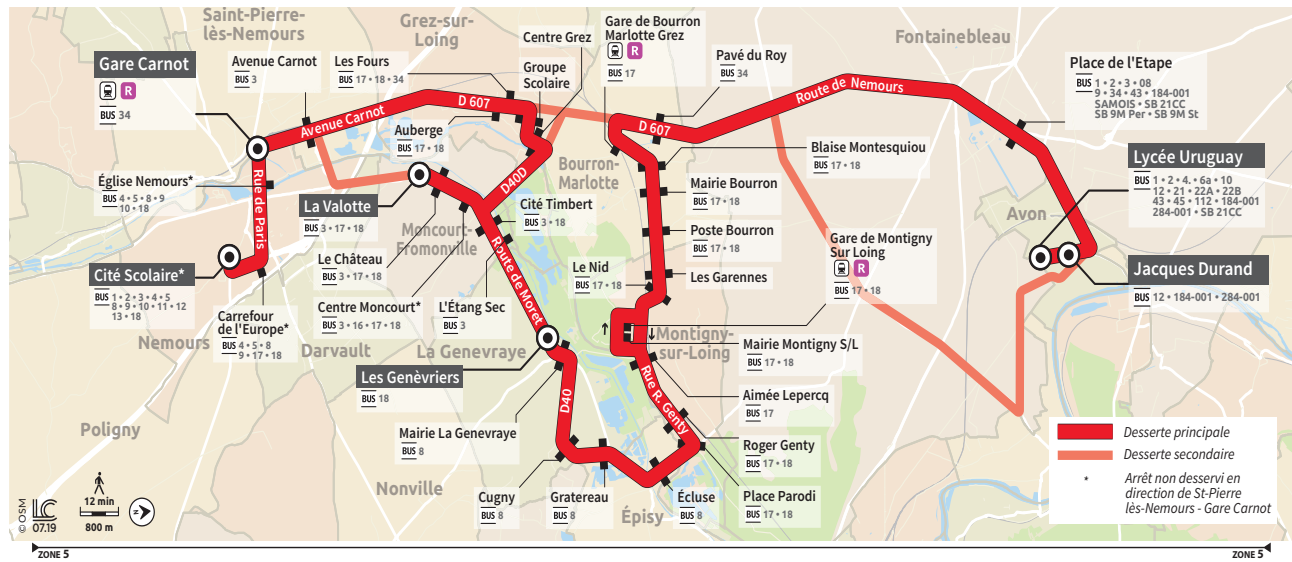 Saint-Pierre-
lès-Nemours
Grez-sur-
Loing
Fontainebleau
Gare Carnot
R
BUS 34
Avenue Carnot
BUS 3
Les Fours
BUS 17 • 18 • 34
Centre Grez
Groupe
Scolaire
Gare de Bourron
Marlotte Grez
R
BUS 17
Pavé du Roy
BUS 34
Place de l'Etape
BUS 1 • 2 • 3 • 08
9 • 34 • 43 • 184-001
SAMOIS • SB 21CC
SB 9M Per • SB 9M St
Avenue Carnot
D 607
D 607
Route de Nemours
Auberge
BUS 17 • 18
Bourron-
Marlotte
Blaise Montesquiou
BUS 17 • 18
Lycée Uruguay
BUS 1 • 2 • 4. • 6a • 10
12 • 21 • 22A • 22B
43 • 45 • 112 • 184-001
284-001 • SB 21CC
Église Nemours*
BUS 4 • 5 • 8 • 9
10 • 18
Rue de Paris
La Valotte
BUS 3 • 17 • 18
D40D
Cité Timbert
BUS 3 • 18
Mairie Bourron
BUS 17 • 18
Avon
Moncourt-
Fromonville
Poste Bourron
BUS 17 • 18
Gare de Montigny
Sur Loing
R
BUS 17 • 18
Cité Scolaire*
BUS 1 • 2 • 3 • 4 • 5
8 • 9 • 10 • 11 • 12
13 • 18
Le Château
BUS 3 • 17 • 18
Route de Moret
Le Nid
BUS 17 • 18
Les Garennes
Jacques Durand
BUS 12 • 184-001 • 284-001
Carrefour
de l'Europe*
BUS 4 • 5 • 8
9 • 17 • 18
Centre Moncourt*
BUS 3 • 16 • 17 • 18
L'Étang Sec
BUS 3
Nemours
Darvault
La Genevraye
Montigny-
sur-Loing
Mairie Montigny S/L
BUS 17 • 18
Les Genèvriers
BUS 18
D40
Rue R. Genty
Aimée Lepercq
BUS 17
Poligny
Mairie La Genevraye
BUS 8
Roger Genty
BUS 17 • 18
Desserte principale
Desserte secondaire
* Arrêt non desservi en
direction de St-Pierre
lès-Nemours - Gare Carnot
Nonville
Cugny
BUS 8
Gratereau
BUS 8
Épisy
Écluse
BUS 8
Place Parodi
BUS 17 • 18
12 min
800 m
N
© OSM
LC
07.19
ZONE 5
ZONE 5